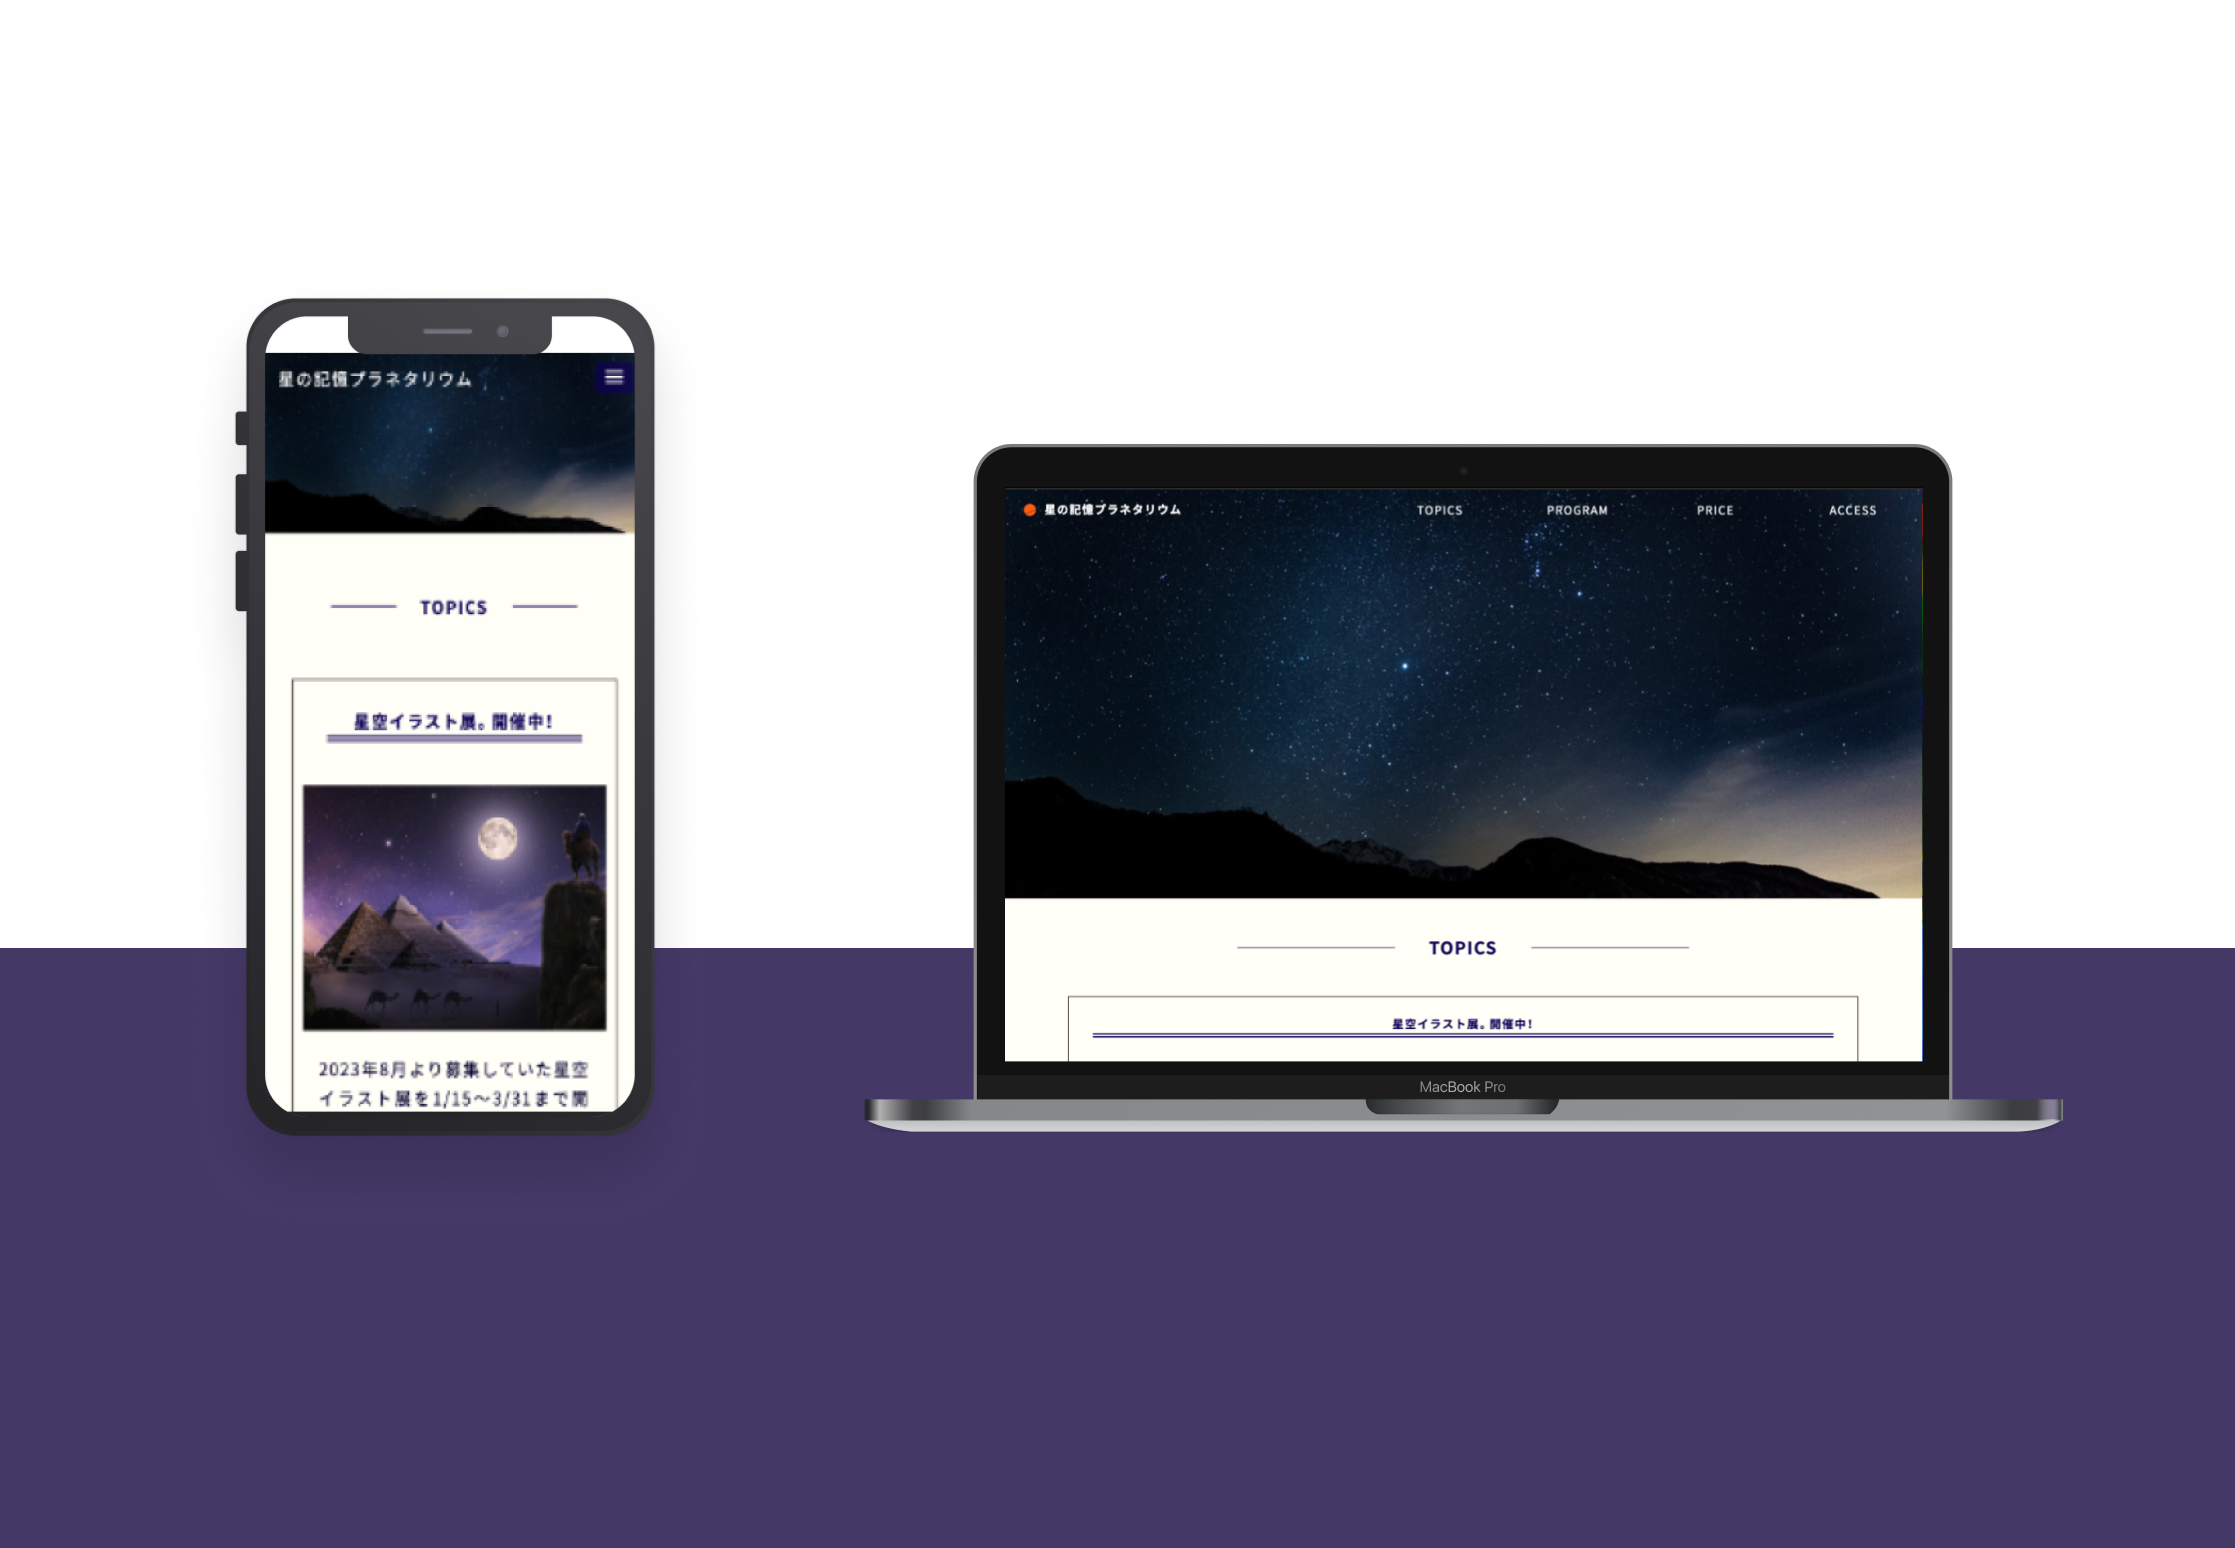 星の記憶プラネタリウム
TOPICS
星空イラスト展。開催中！
2023年8月より募集していた星空
イラスト展を1/15～3/31まで開
星の記憶プラネタリウム
TOPICS
PROGRAM
PRICE
ACCESS
TOPICS
星空イラスト展。開催中！
MacBook Pro